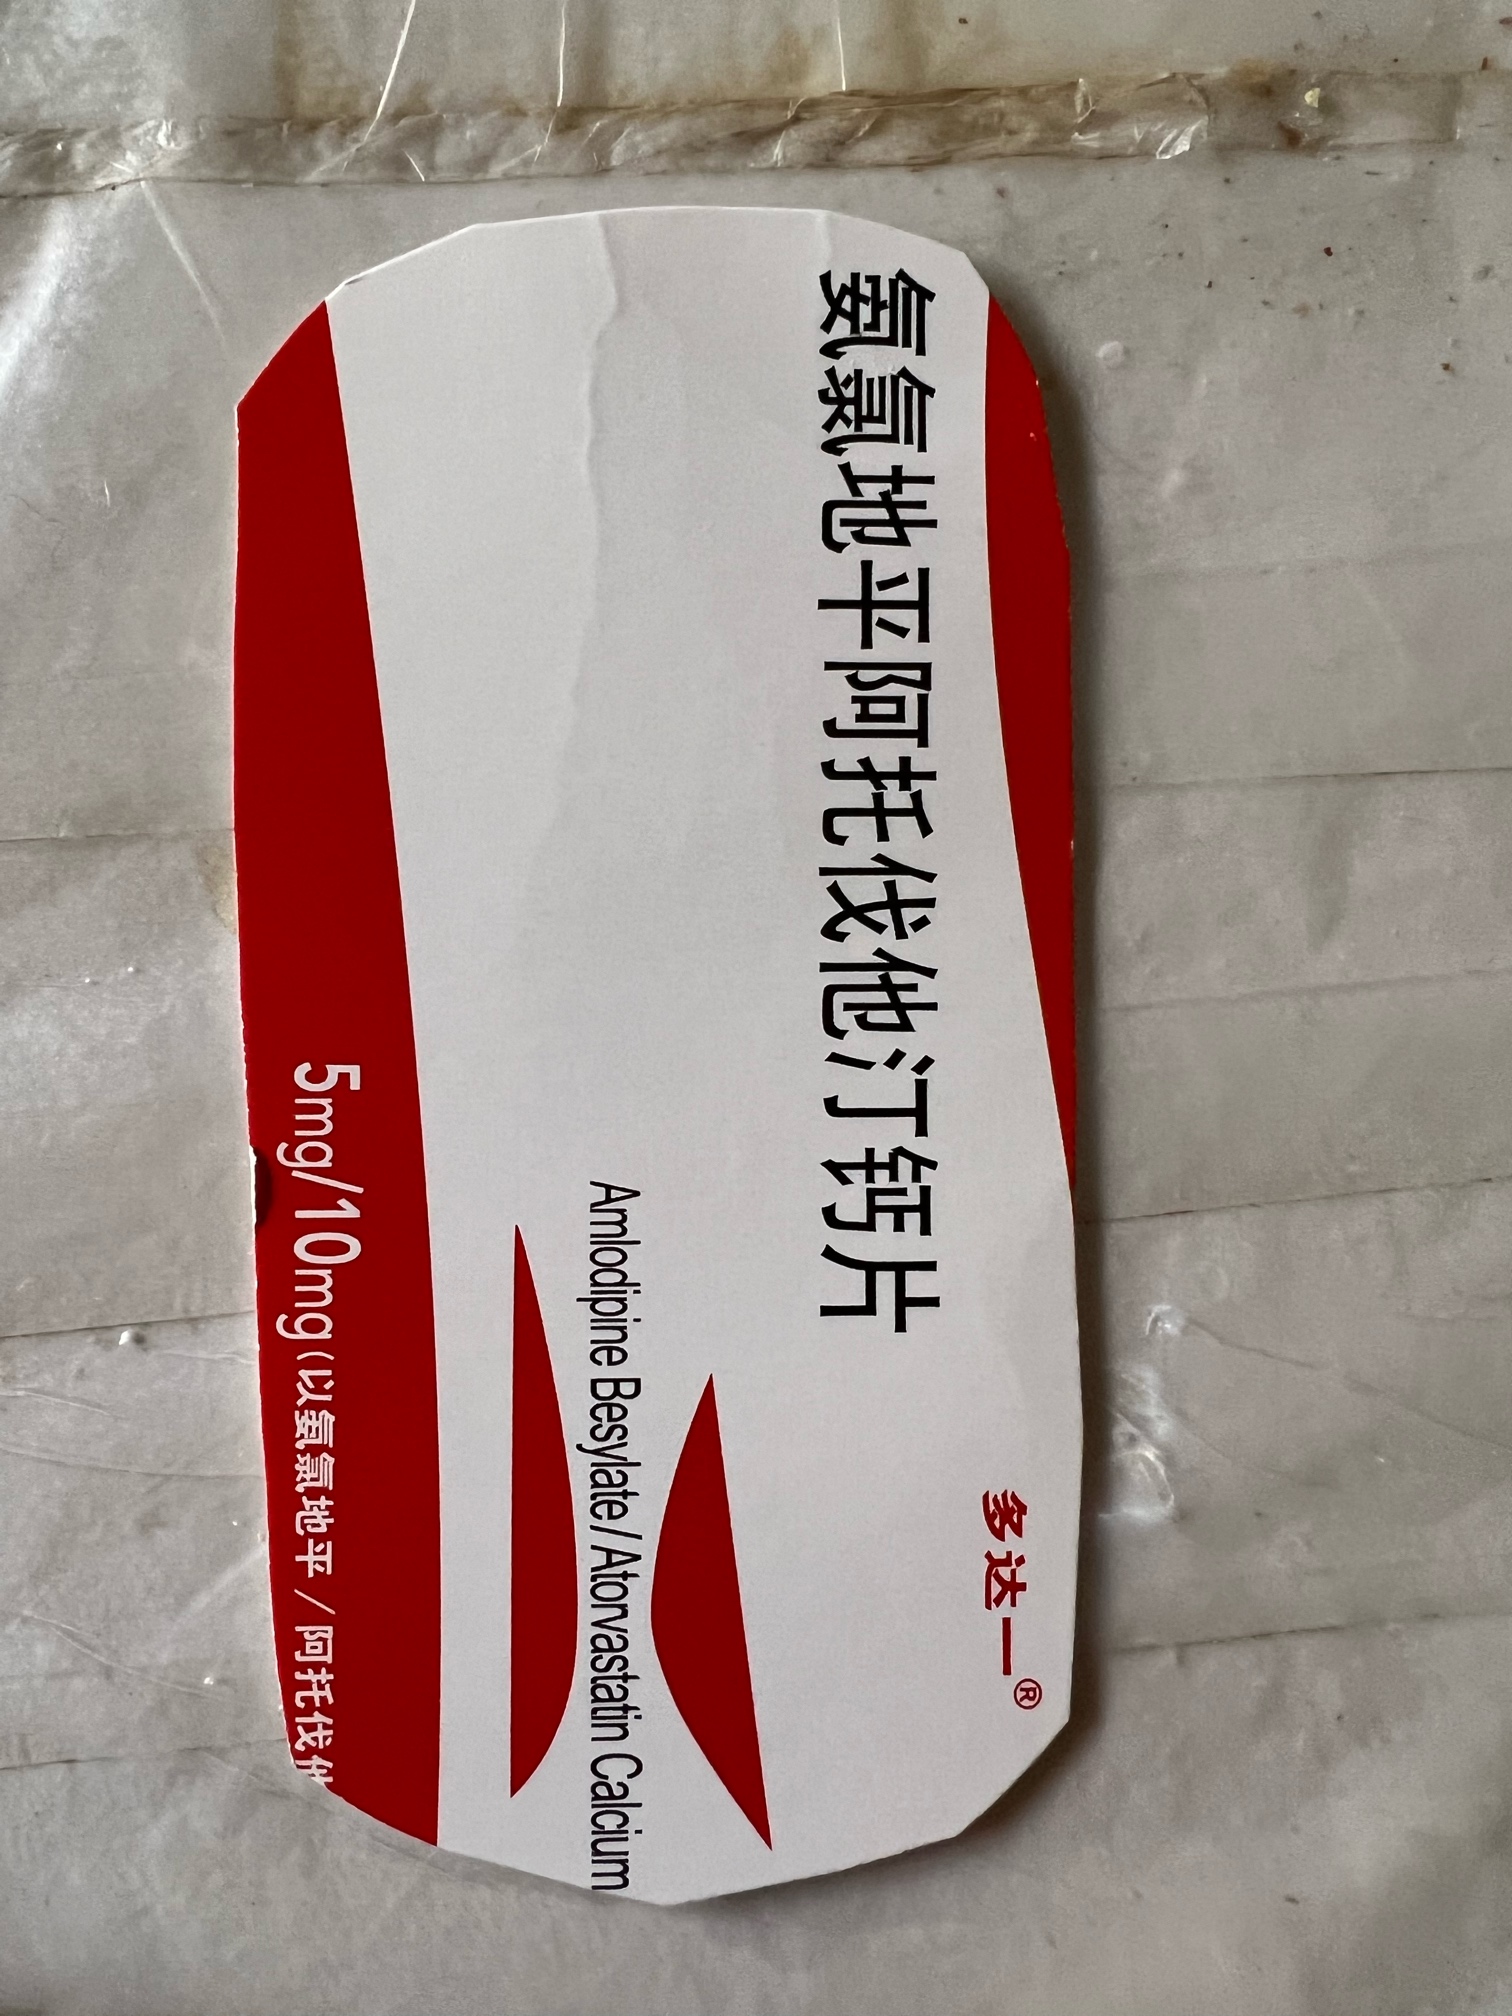 多达一®
氨氯地平阿托伐他汀钙片
Amlodipine Besylate/Atorvastatin Calcium
5mg/10mg(以氨氯地平/阿托伐他